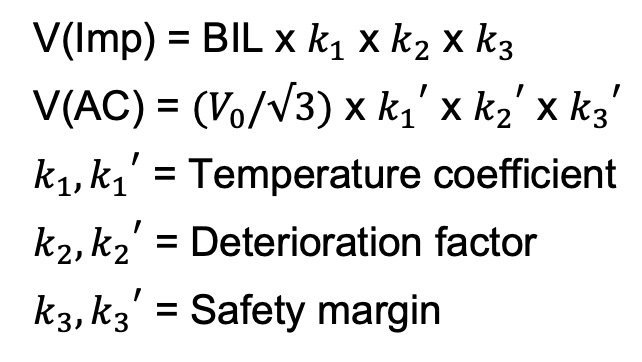 V(Imp) = BIL x k₁ x k₂ x k₃
V(AC) = (V₀/√3) x k₁′ x k₂′ x k₃′
k₁, k₁′ = Temperature coefficient
k₂, k₂′ = Deterioration factor
k₃, k₃′ = Safety margin